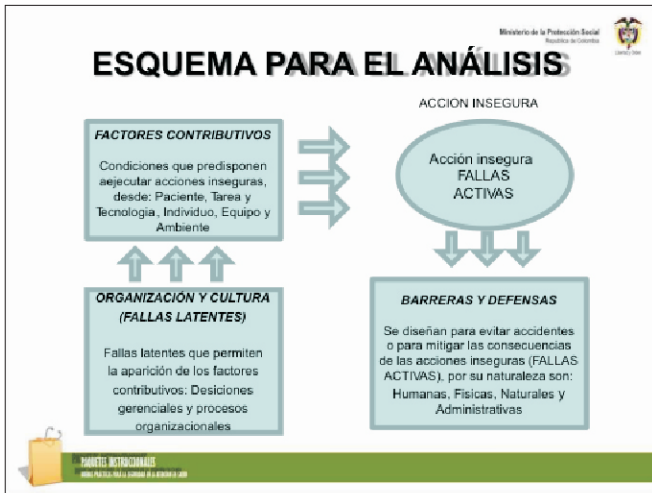 Ministerio de la Protección Social
República de Colombia
ESQUEMA PARA EL ANÁLISIS
ACCION INSEGURA
FACTORES CONTRIBUTIVOS
Condiciones que predisponen
aejecutar acciones inseguras,
desde: Paciente, Tarea y
Tecnologia, Individuo, Equipo y
Ambiente
Acción insegura
FALLAS
ACTIVAS
ORGANIZACIÓN Y CULTURA
(FALLAS LATENTES)
Fallas latentes que permiten
la aparición de los factores
contributivos: Desiciones
gerenciales y procesos
organizacionales
BARRERAS Y DEFENSAS
Se diseñan para evitar accidentes
o para mitigar las consecuencias
de las acciones inseguras (FALLAS
ACTIVAS), por su naturaleza son:
Humanas, Fisicas, Naturales y
Administrativas
PAQUETES INSTRUCCIONALES